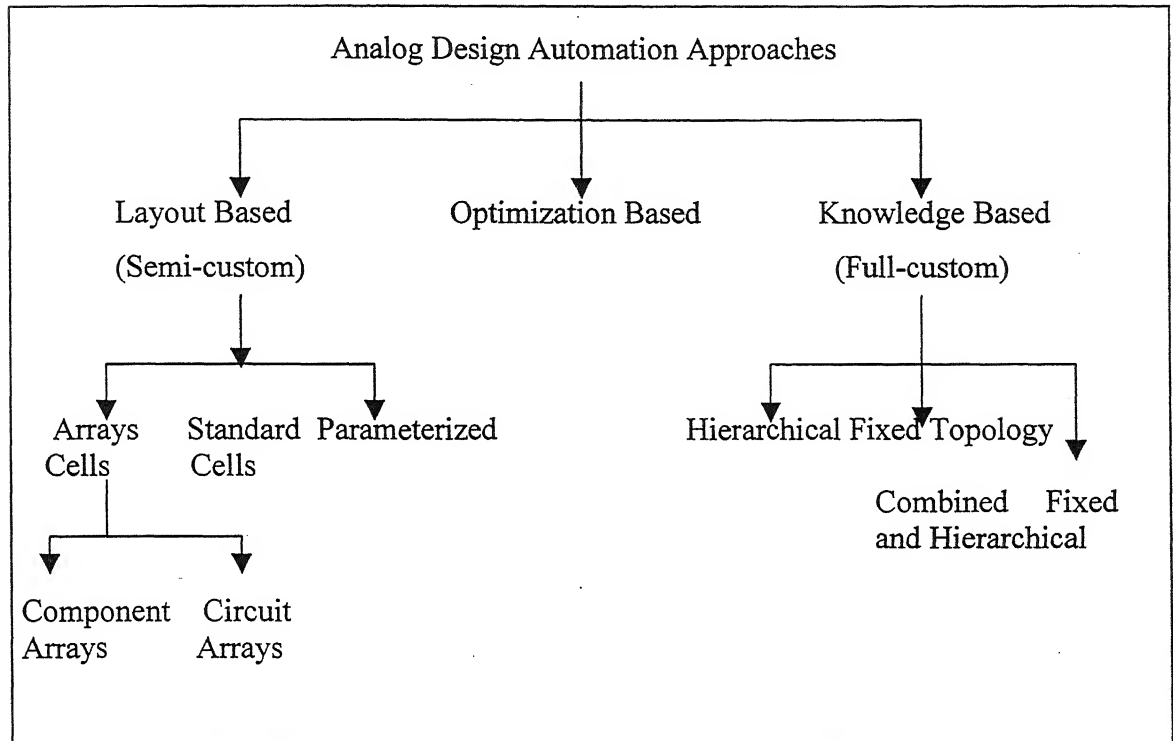 Analog Design Automation Approaches
Layout Based Optimization Based Knowledge Based
(Semi-custom) (Full-custom)
Arrays Standard Parameterized Hierarchical Fixed Topology
Cells Cells
Combined Fixed
and Hierarchical
Component Circuit
Arrays Arrays